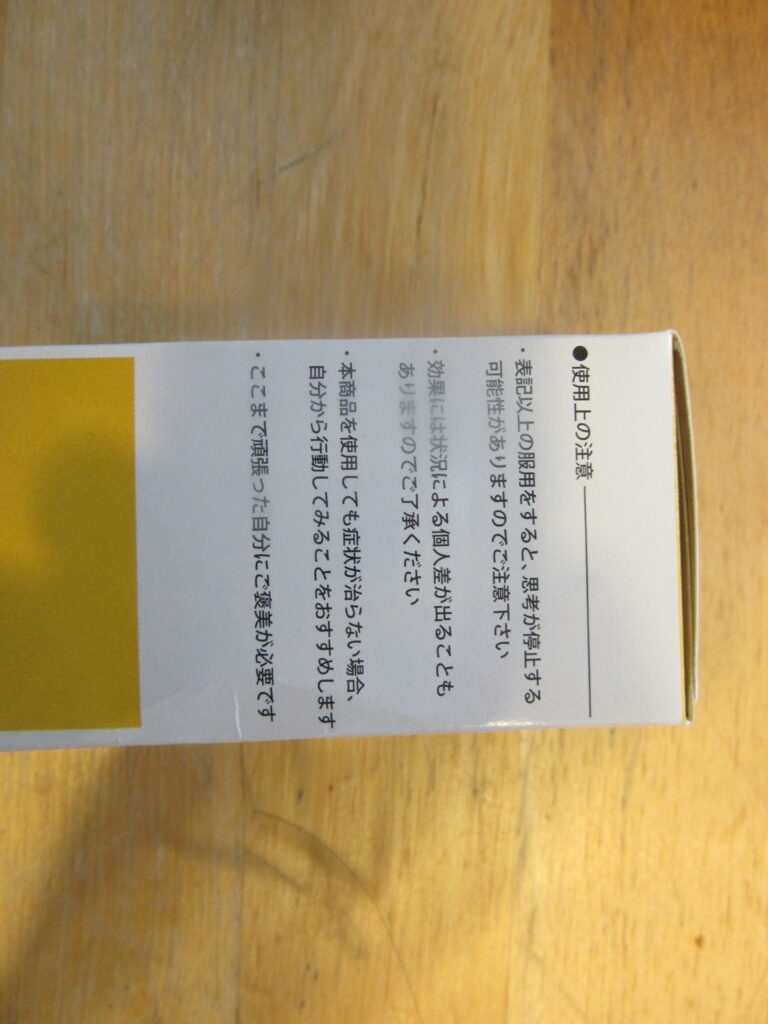 ●使用上の注意
・表記以上の服用をすると、思考が停止する
可能性がありますのでご注意下さい
・効果には状況による個人差が出ることも
ありますのでご了承ください
・本商品を使用しても症状が治らない場合、
自分から行動してみることをおすすめします
・ここまで頑張った自分にご褒美が必要です